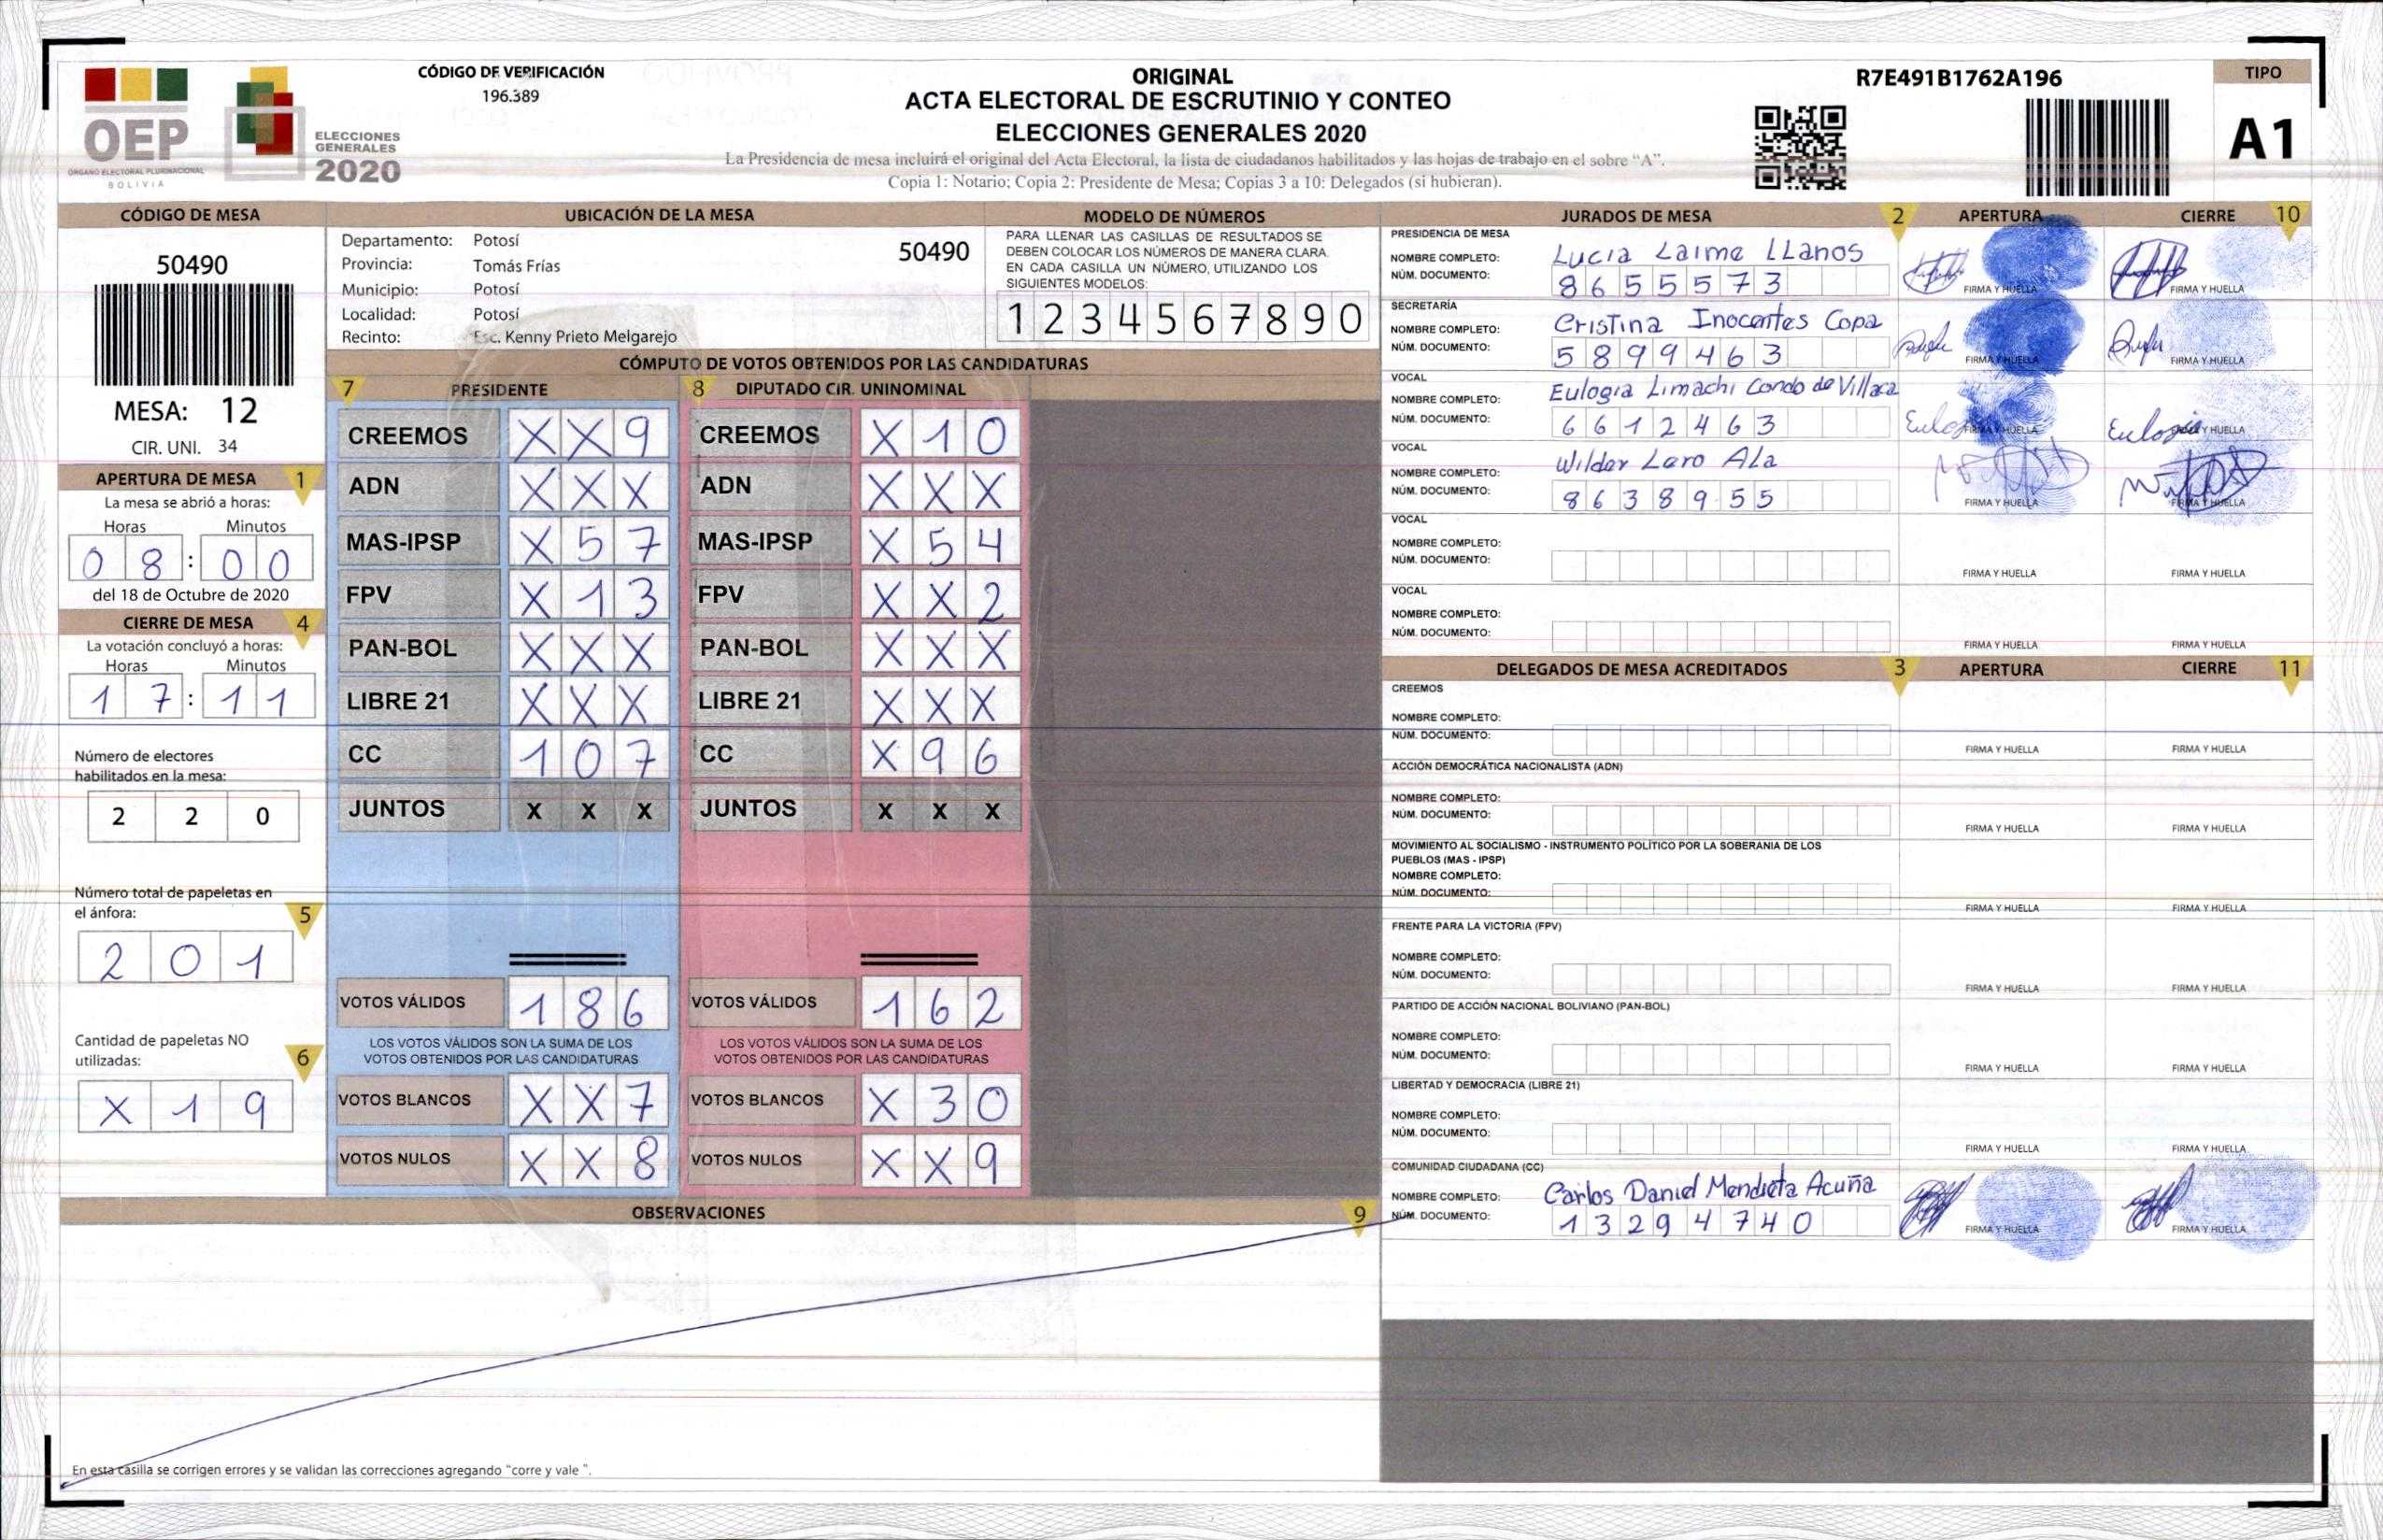 CÓDIGO DE VERIFICACIÓN
196.389
ORIGINAL
ACTA ELECTORAL DE ESCRUTINIO Y CONTEO
ELECCIONES GENERALES 2020
La Presidencia de mesa incluirá el original del Acta Electoral, la lista de ciudadanos habilitados y las hojas de trabajo en el sobre “A”.
Copia 1: Notario; Copia 2: Presidente de Mesa; Copias 3 a 10: Delegados (si hubieran).
R7E491B1762A196
TIPO
A1
OEP
ÓRGANO ELECTORAL PLURINACIONAL
BOLIVIA
ELECCIONES
GENERALES
2020
CÓDIGO DE MESA
50490
MESA: 12
CIR. UNI. 34
APERTURA DE MESA 1
La mesa se abrió a horas:
Horas Minutos
0 8 : 0 0
del 18 de Octubre de 2020
CIERRE DE MESA 4
La votación concluyó a horas:
Horas Minutos
1 7 : 1 1
Número de electores
habilitados en la mesa:
2 2 0
Número total de papeletas en
el ánfora: 5
2 0 1
Cantidad de papeletas NO
utilizadas: 6
X 1 9
UBICACIÓN DE LA MESA
Departamento: Potosí 50490
Provincia: Tomás Frías
Municipio: Potosí
Localidad: Potosí
Recinto: Esc. Kenny Prieto Melgarejo
MODELO DE NÚMEROS
PARA LLENAR LAS CASILLAS DE RESULTADOS SE
DEBEN COLOCAR LOS NÚMEROS DE MANERA CLARA.
EN CADA CASILLA UN NÚMERO, UTILIZANDO LOS
SIGUIENTES MODELOS:
1 2 3 4 5 6 7 8 9 0
CÓMPUTO DE VOTOS OBTENIDOS POR LAS CANDIDATURAS
7 PRESIDENTE 8 DIPUTADO CIR. UNINOMINAL
CREEMOS X X 9 CREEMOS X 1 0
ADN X X X ADN X X X
MAS-IPSP X 5 7 MAS-IPSP X 5 4
FPV X 1 3 FPV X X 2
PAN-BOL X X X PAN-BOL X X X
LIBRE 21 X X X LIBRE 21 X X X
CC 1 0 7 CC X 9 6
JUNTOS X X X JUNTOS X X X
VOTOS VÁLIDOS 1 8 6 VOTOS VÁLIDOS 1 6 2
LOS VOTOS VÁLIDOS SON LA SUMA DE LOS LOS VOTOS VÁLIDOS SON LA SUMA DE LOS
VOTOS OBTENIDOS POR LAS CANDIDATURAS VOTOS OBTENIDOS POR LAS CANDIDATURAS
VOTOS BLANCOS X X 7 VOTOS BLANCOS X 3 0
VOTOS NULOS X X 8 VOTOS NULOS X X 9
OBSERVACIONES 9
En esta casilla se corrigen errores y se validan las correcciones agregando “corre y vale ”.
JURADOS DE MESA 2 APERTURA CIERRE 10
PRESIDENCIA DE MESA
NOMBRE COMPLETO: Lucia Laime LLanos
NÚM. DOCUMENTO: 8 6 5 5 5 7 3 FIRMA Y HUELLA FIRMA Y HUELLA
SECRETARÍA
NOMBRE COMPLETO: Cristina Inocentes Copa
NÚM. DOCUMENTO: 5 8 9 9 4 6 3 FIRMA Y HUELLA FIRMA Y HUELLA
VOCAL
NOMBRE COMPLETO: Eulogia Limachi Condo de Villaca
NÚM. DOCUMENTO: 6 6 1 2 4 6 3 Eulogia FIRMA Y HUELLA Eulogia FIRMA Y HUELLA
VOCAL
NOMBRE COMPLETO: Wilder Laro Ala
NÚM. DOCUMENTO: 8 6 3 8 9 5 5 FIRMA Y HUELLA FIRMA Y HUELLA
VOCAL
NOMBRE COMPLETO:
NÚM. DOCUMENTO: FIRMA Y HUELLA FIRMA Y HUELLA
VOCAL
NOMBRE COMPLETO:
NÚM. DOCUMENTO: FIRMA Y HUELLA FIRMA Y HUELLA
DELEGADOS DE MESA ACREDITADOS 3 APERTURA CIERRE 11
CREEMOS
NOMBRE COMPLETO:
NÚM. DOCUMENTO: FIRMA Y HUELLA FIRMA Y HUELLA
ACCIÓN DEMOCRÁTICA NACIONALISTA (ADN)
NOMBRE COMPLETO:
NÚM. DOCUMENTO: FIRMA Y HUELLA FIRMA Y HUELLA
MOVIMIENTO AL SOCIALISMO - INSTRUMENTO POLÍTICO POR LA SOBERANIA DE LOS
PUEBLOS (MAS - IPSP)
NOMBRE COMPLETO:
NÚM. DOCUMENTO: FIRMA Y HUELLA FIRMA Y HUELLA
FRENTE PARA LA VICTORIA (FPV)
NOMBRE COMPLETO:
NÚM. DOCUMENTO: FIRMA Y HUELLA FIRMA Y HUELLA
PARTIDO DE ACCIÓN NACIONAL BOLIVIANO (PAN-BOL)
NOMBRE COMPLETO:
NÚM. DOCUMENTO: FIRMA Y HUELLA FIRMA Y HUELLA
LIBERTAD Y DEMOCRACIA (LIBRE 21)
NOMBRE COMPLETO:
NÚM. DOCUMENTO: FIRMA Y HUELLA FIRMA Y HUELLA
COMUNIDAD CIUDADANA (CC)
NOMBRE COMPLETO: Carlos Daniel Mendieta Acuña
NÚM. DOCUMENTO: 1 3 2 9 4 7 4 0 FIRMA Y HUELLA FIRMA Y HUELLA